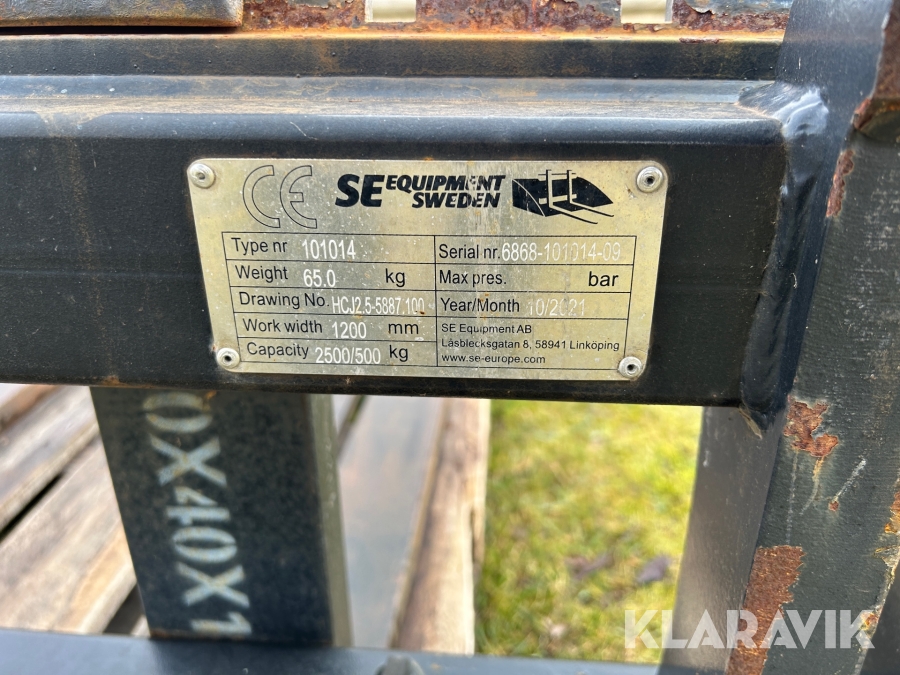 CE SE EQUIPMENT SWEDEN
Type nr 101014
Serial nr. 6868-101014-09
Weight 65.0 kg
Max pres. bar
Drawing No. HCJ2.5-5887.100
Year/Month 10/2021
Work width 1200 mm
SE Equipment AB
Låsblecksgatan 8, 58941 Linköping
www.se-europe.com
Capacity 2500/500 kg
0X40X1
KLARAVIK